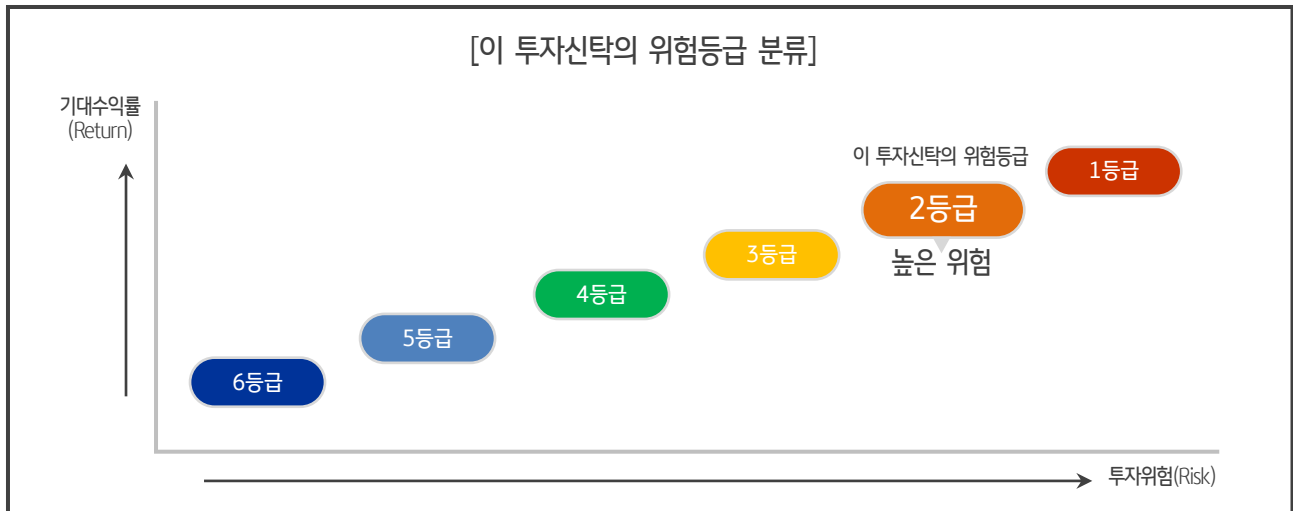 [이 투자신탁의 위험등급 분류]
기대수익률
(Return)
이 투자신탁의 위험등급
1등급
2등급
높은 위험
3등급
4등급
5등급
6등급
투자위험(Risk)